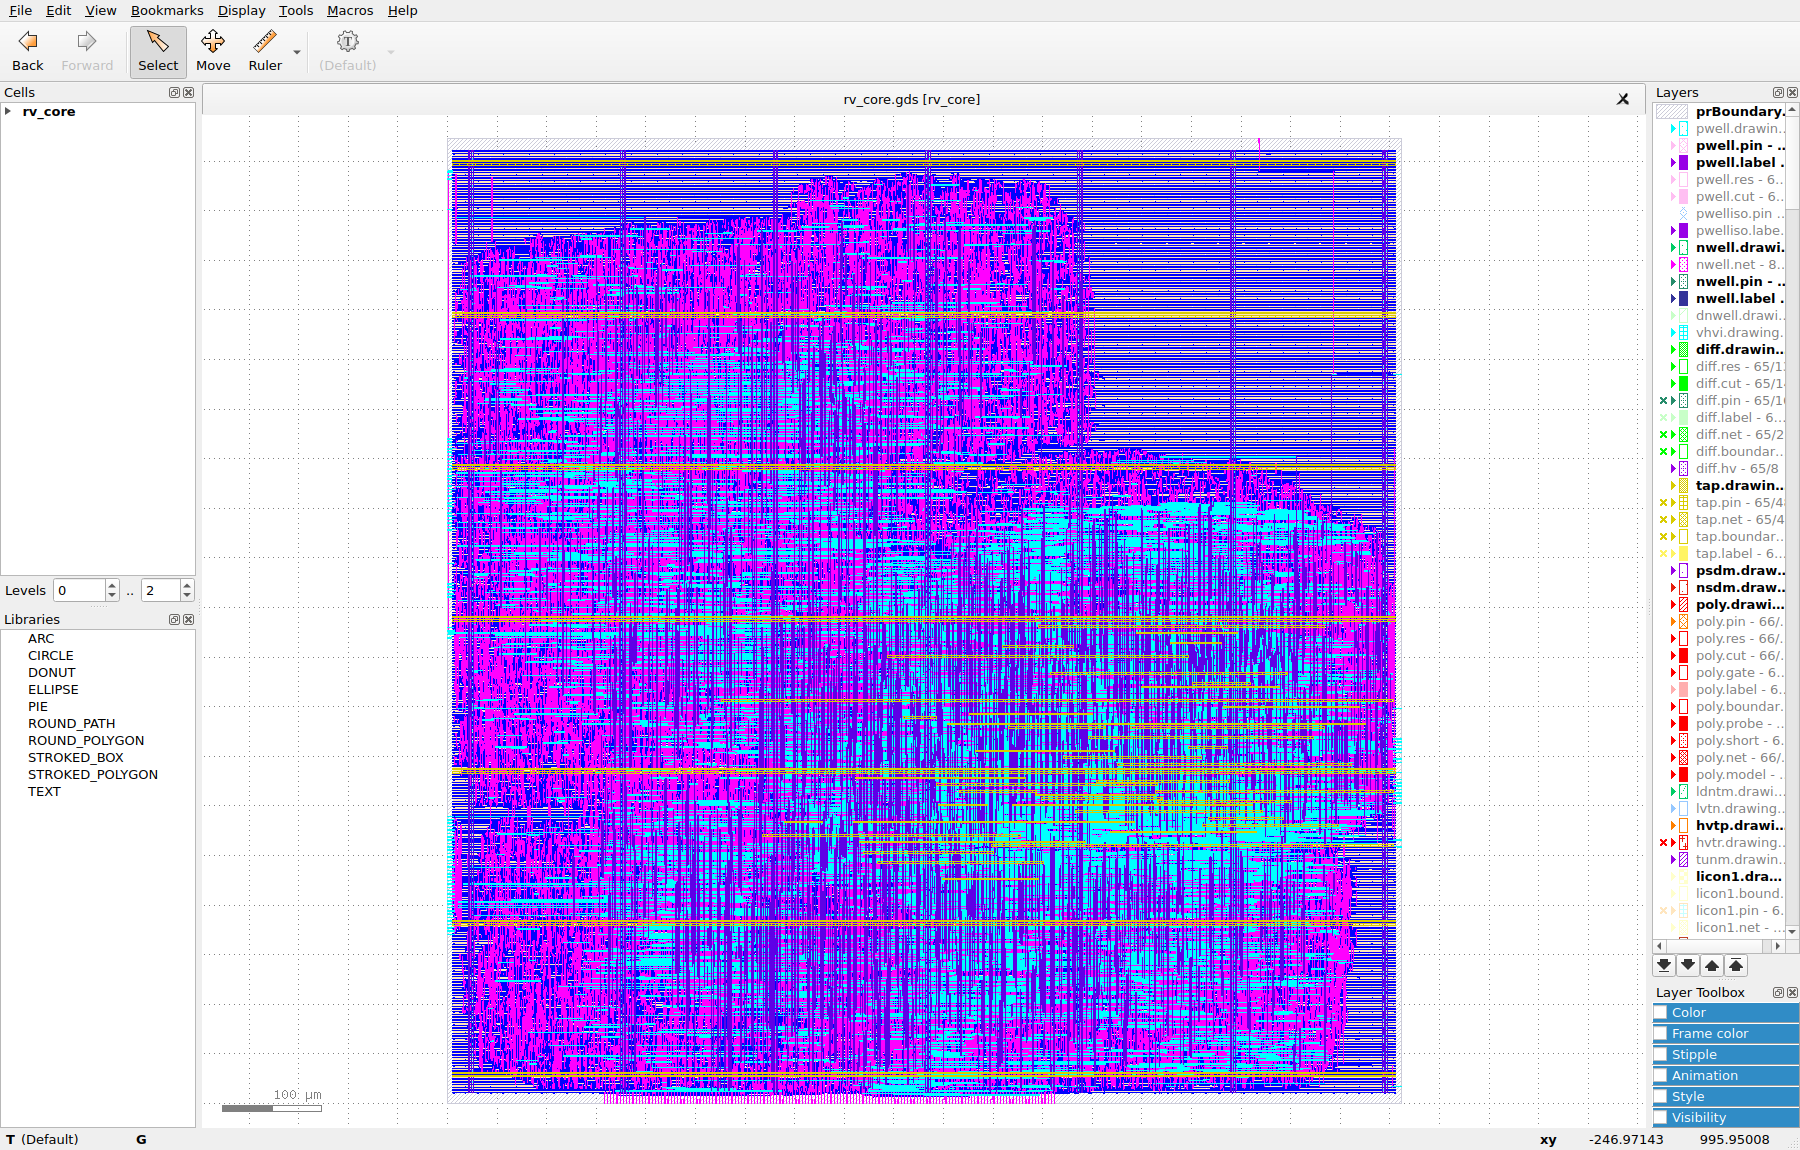 File Edit View Bookmarks Display Tools Macros Help
Back Forward Select Move Ruler (Default)
Cells
rv_core
Levels 0 .. 2
Libraries
ARC
CIRCLE
DONUT
ELLIPSE
PIE
ROUND_PATH
ROUND_POLYGON
STROKED_BOX
STROKED_POLYGON
TEXT
rv_core.gds [rv_core]
100 µm
Layers
prBoundary.
pwell.drawin...
pwell.pin - ..
pwell.label .
pwell.res - 6...
pwell.cut - 6...
pwelliso.pin ...
pwelliso.labe.
nwell.drawi.
nwell.net - 8...
nwell.pin - ..
nwell.label .
dnwell.drawi.
vhvi.drawing.
diff.drawin..
diff.res - 65/1
diff.cut - 65/1
diff.pin - 65/1
diff.label - 6...
diff.net - 65/2
diff.boundar..
diff.hv - 65/8
tap.drawin..
tap.pin - 65/4
tap.net - 65/4
tap.boundar..
tap.label - 6...
psdm.draw..
nsdm.draw..
poly.drawi...
poly.pin - 66/.
poly.res - 66/.
poly.cut - 66/.
poly.gate - 6..
poly.label - 6..
poly.boundar.
poly.probe - ..
poly.short - 6.
poly.net - 66/.
poly.model - .
ldntm.drawi...
lvtn.drawing..
hvtp.drawi...
hvtr.drawing.
tunm.drawin..
licon1.dra...
licon1.bound.
licon1.pin - 6.
licon1.net - ...
Layer Toolbox
Color
Frame color
Stipple
Animation
Style
Visibility
T (Default) G xy -246.97143 995.95008